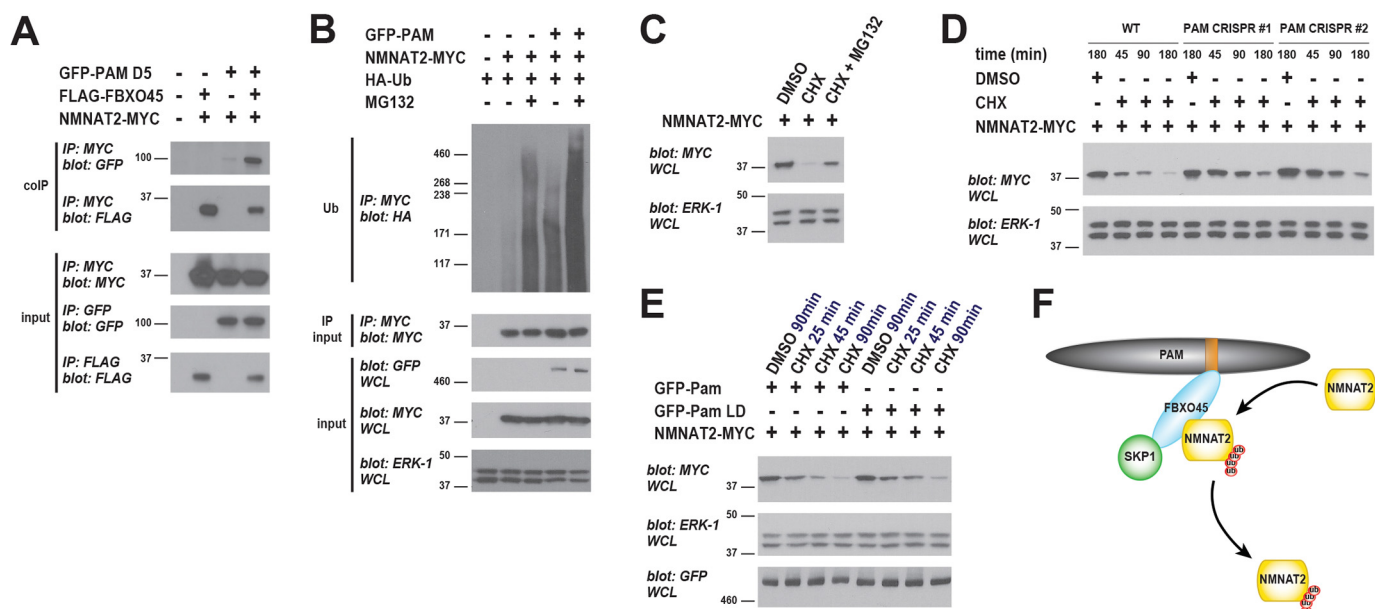 A
GFP-PAM D5 - - + +
FLAG-FBXO45 - + - +
NMNAT2-MYC - + + +
coIP
IP: MYC
blot: GFP
100
IP: MYC
blot: FLAG
37
input
IP: MYC
blot: MYC
37
IP: GFP
blot: GFP
100
IP: FLAG
blot: FLAG
37
B
GFP-PAM - - - + +
NMNAT2-MYC - + + + +
HA-Ub + + + + +
MG132 - - + - +
Ub
IP: MYC
blot: HA
460
268
238
171
117
IP
input
IP: MYC
blot: MYC
37
input
blot: GFP
WCL
460
blot: MYC
WCL
37
blot: ERK-1
WCL
50
37
C
DMSO
CHX
CHX + MG132
NMNAT2-MYC + + +
blot: MYC
WCL
37
blot: ERK-1
WCL
50
37
D
WT PAM CRISPR #1 PAM CRISPR #2
time (min) 180 45 90 180 180 45 90 180 180 45 90 180
DMSO + - - - + - - - + - - -
CHX - + + + - + + + - + + +
NMNAT2-MYC + + + + + + + + + + + +
blot: MYC
WCL
37
blot: ERK-1
WCL
50
37
E
DMSO 90min
CHX 25 min
CHX 45 min
CHX 90min
DMSO 90min
CHX 25 min
CHX 45 min
CHX 90min
GFP-Pam + + + + - - - -
GFP-Pam LD - - - - + + + +
NMNAT2-MYC + + + + + + + +
blot: MYC
WCL
37
blot: ERK-1
WCL
50
37
blot: GFP
WCL
460
F
PAM
NMNAT2
FBXO45
NMNAT2
SKP1
ub
ub
ub
ub
NMNAT2
ub
ub
ub